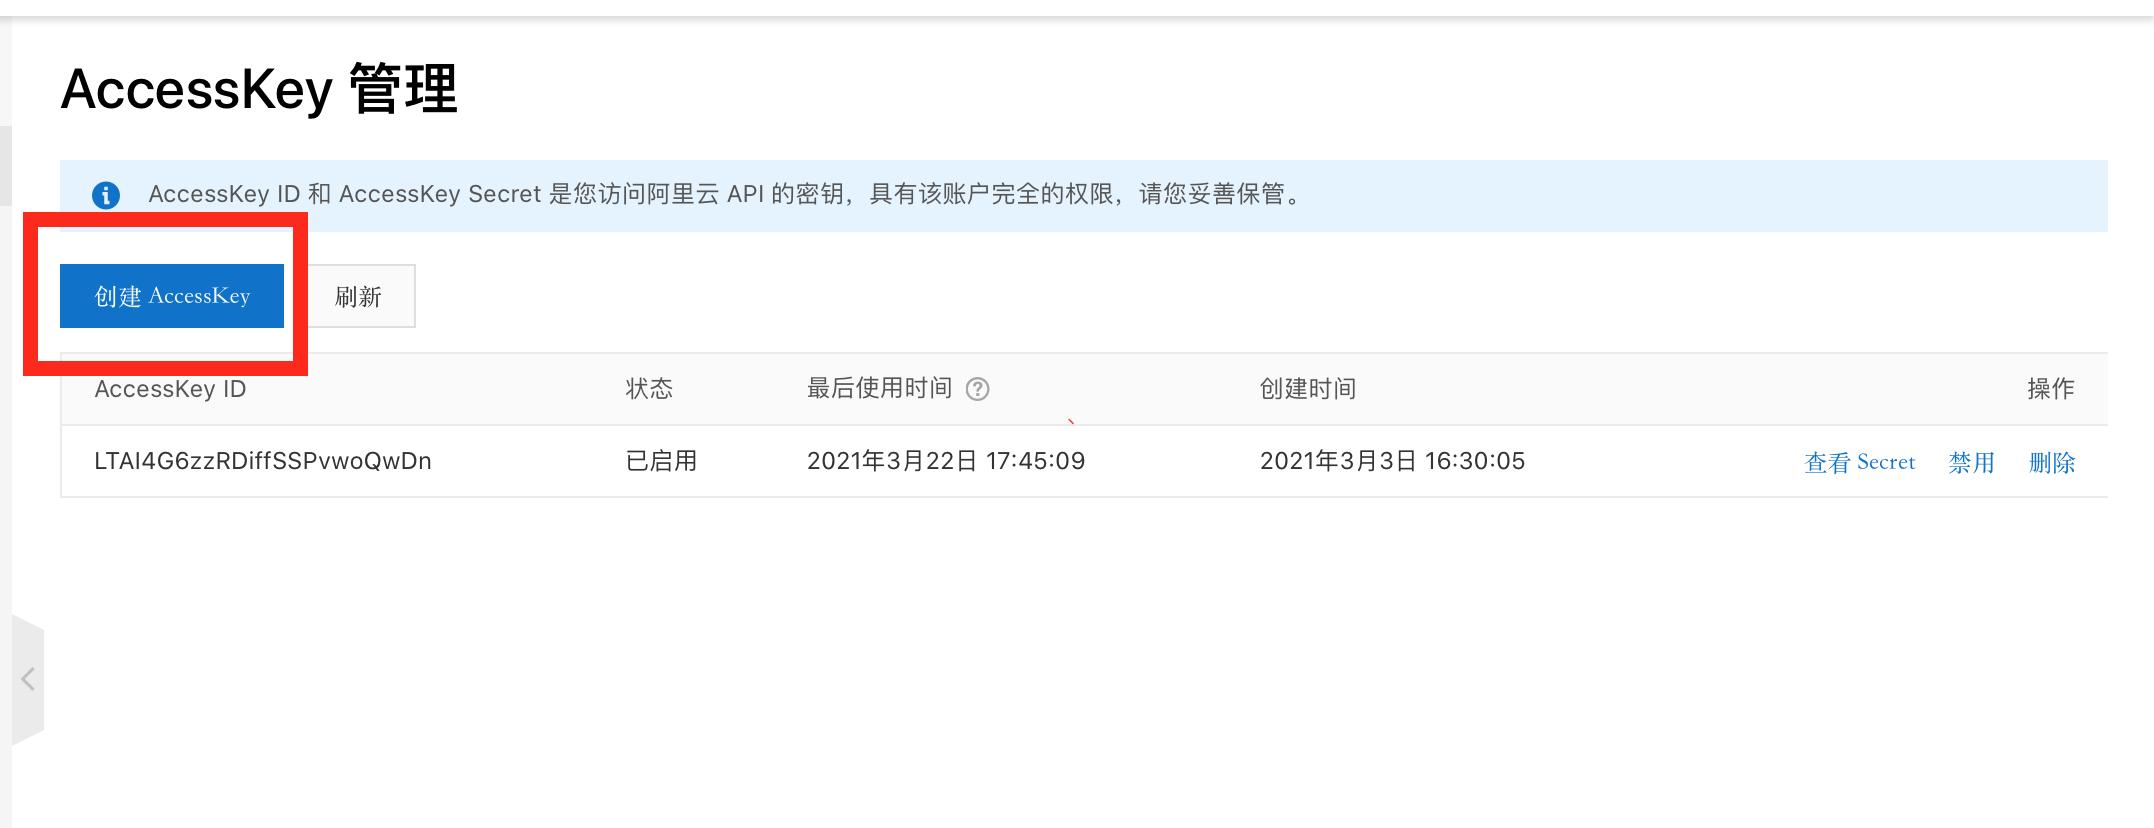 AccessKey 管理
AccessKey ID 和 AccessKey Secret 是您访问阿里云 API 的密钥，具有该账户完全的权限，请您妥善保管。
创建 AccessKey 刷新
AccessKey ID 状态 最后使用时间 创建时间 操作
LTAI4G6zzRDiffSSPvwoQwDn 已启用 2021年3月22日 17:45:09 2021年3月3日 16:30:05 查看 Secret 禁用 删除